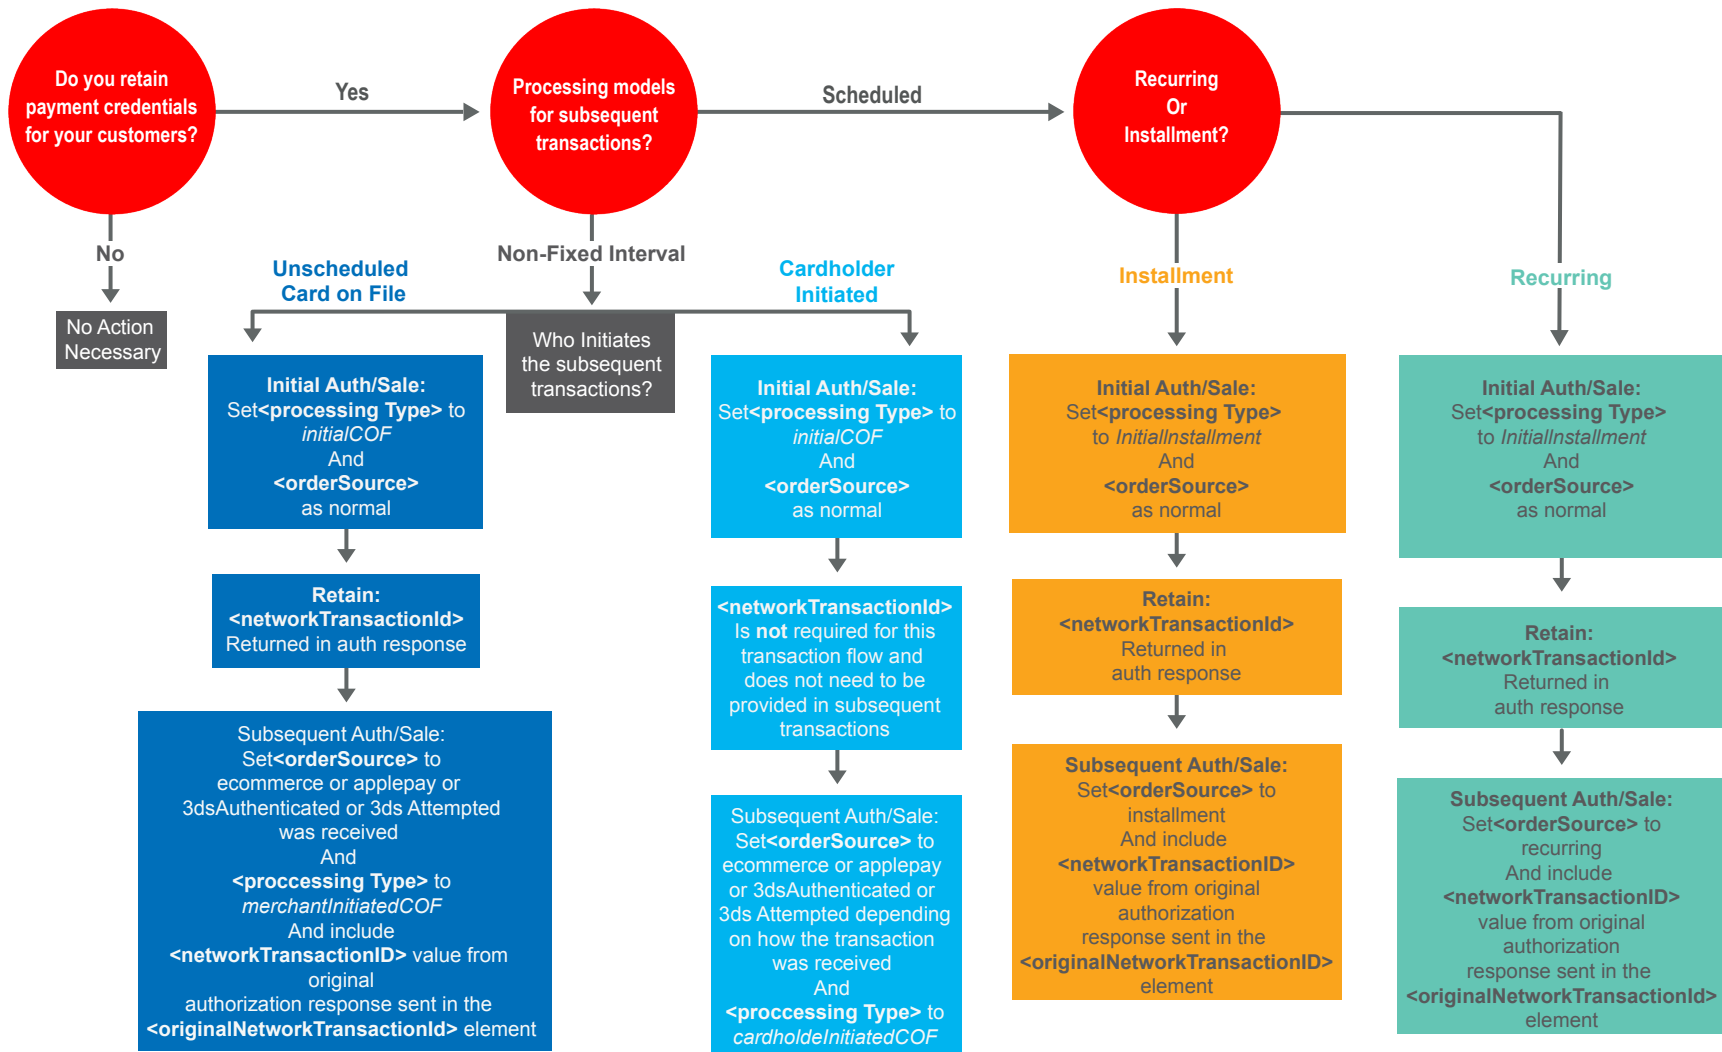 Do you retain
payment credentials
for your customers?
Yes
Processing models
for subsequent
transactions?
Scheduled
Recurring
Or
Installment?
No
No Action
Necessary
Non-Fixed Interval
Unscheduled
Card on File
Cardholder
Initiated
Who Initiates
the subsequent
transactions?
Installment
Recurring
Initial Auth/Sale:
Set<processing Type> to
initialCOF
And
<orderSource>
as normal
Retain:
<networkTransactionId>
Returned in auth response
Subsequent Auth/Sale:
Set<orderSource> to
ecommerce or applepay or
3dsAuthenticated or 3ds Attempted
was received
And
<proccessing Type> to
merchantInitiatedCOF
And include
<networkTransactionID> value from
original
authorization response sent in the
<originalNetworkTransactionId> element
Initial Auth/Sale:
Set<processing Type> to
initialCOF
And
<orderSource>
as normal
<networkTransactionId>
Is not required for this
transaction flow and
does not need to be
provided in subsequent
transactions
Subsequent Auth/Sale:
Set<orderSource> to
ecommerce or applepay
or 3dsAuthenticated or
3ds Attempted depending
on how the transaction
was received
And
<proccessing Type> to
cardholdeInitiatedCOF
Initial Auth/Sale:
Set<processing Type>
to InitialInstallment
And
<orderSource>
as normal
Retain:
<networkTransactionId>
Returned in
auth response
Subsequent Auth/Sale:
Set<orderSource> to
installment
And include
<networkTransactionID>
value from original
authorization
response sent in the
<originalNetworkTransactionID>
element
Initial Auth/Sale:
Set<processing Type>
to InitialInstallment
And
<orderSource>
as normal
Retain:
<networkTransactionId>
Returned in
auth response
Subsequent Auth/Sale:
Set<orderSource> to
recurring
And include
<networkTransactionID>
value from original
authorization
response sent in the
<originalNetworkTransactionId>
element